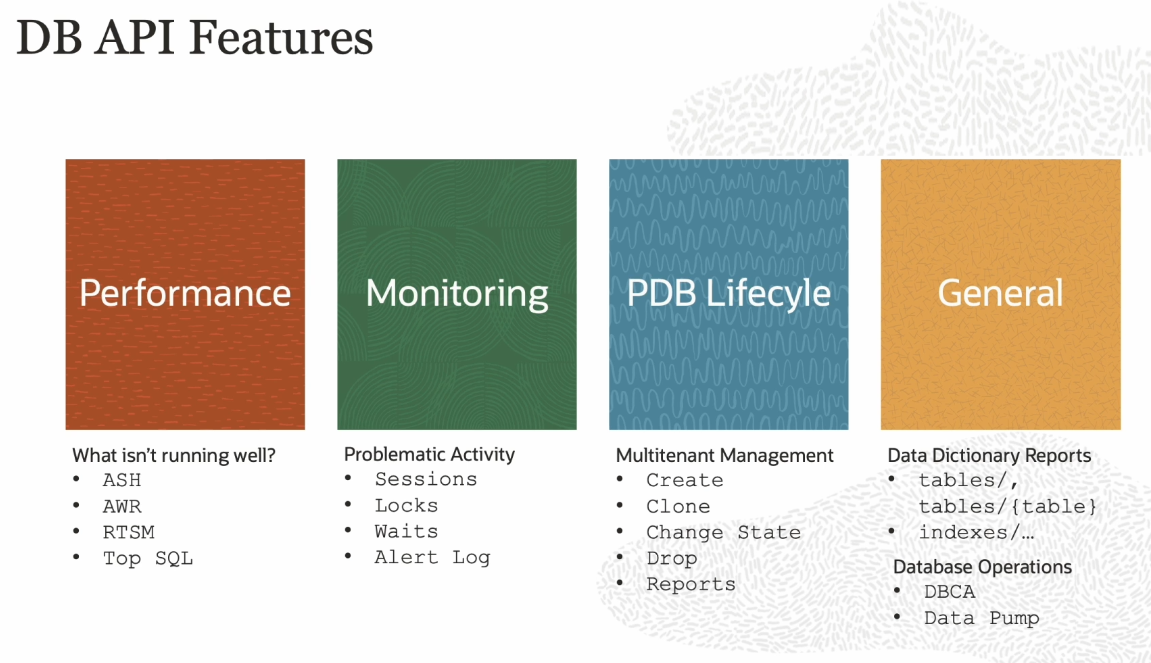 DB API Features
Performance
What isn't running well?
• ASH
• AWR
• RTSM
• Top SQL
Monitoring
Problematic Activity
• Sessions
• Locks
• Waits
• Alert Log
PDB Lifecyle
Multitenant Management
• Create
• Clone
• Change State
• Drop
• Reports
General
Data Dictionary Reports
• tables/,
tables/{table}
• indexes/…
Database Operations
• DBCA
• Data Pump